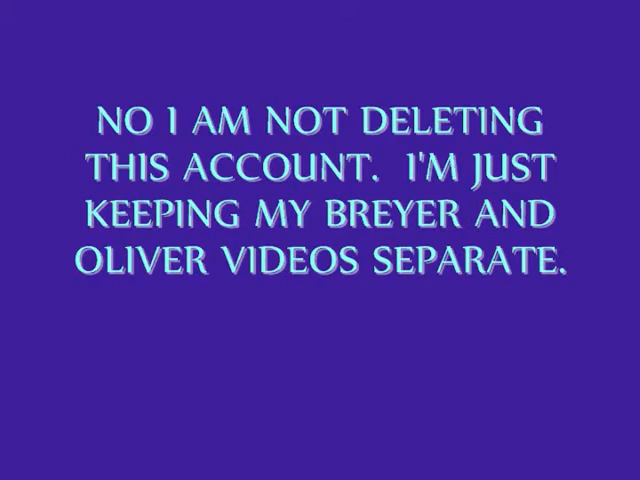 NO I AM NOT DELETING
THIS ACCOUNT.  I'M JUST
KEEPING MY BREYER AND
OLIVER VIDEOS SEPARATE.